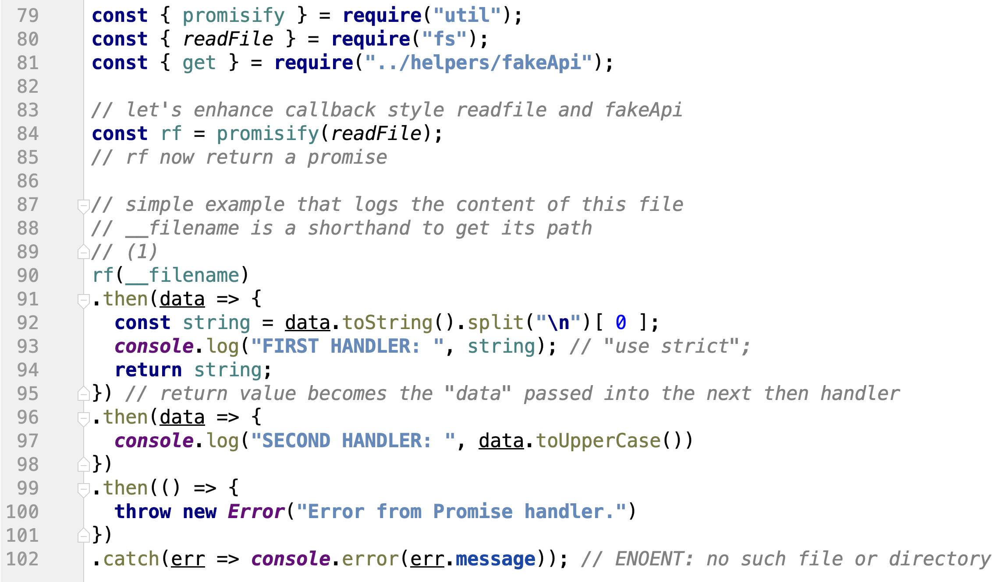 79 const { promisify } = require("util");
80 const { readFile } = require("fs");
81 const { get } = require("../helpers/fakeApi");
82
83 // let's enhance callback style readfile and fakeApi
84 const rf = promisify(readFile);
85 // rf now return a promise
86
87 // simple example that logs the content of this file
88 // __filename is a shorthand to get its path
89 // (1)
90 rf(__filename)
91 .then(data => {
92   const string = data.toString().split("\n")[ 0 ];
93   console.log("FIRST HANDLER: ", string); // "use strict";
94   return string;
95 }) // return value becomes the "data" passed into the next then handler
96 .then(data => {
97   console.log("SECOND HANDLER: ", data.toUpperCase())
98 })
99 .then(() => {
100   throw new Error("Error from Promise handler.")
101 })
102 .catch(err => console.error(err.message)); // ENOENT: no such file or directory